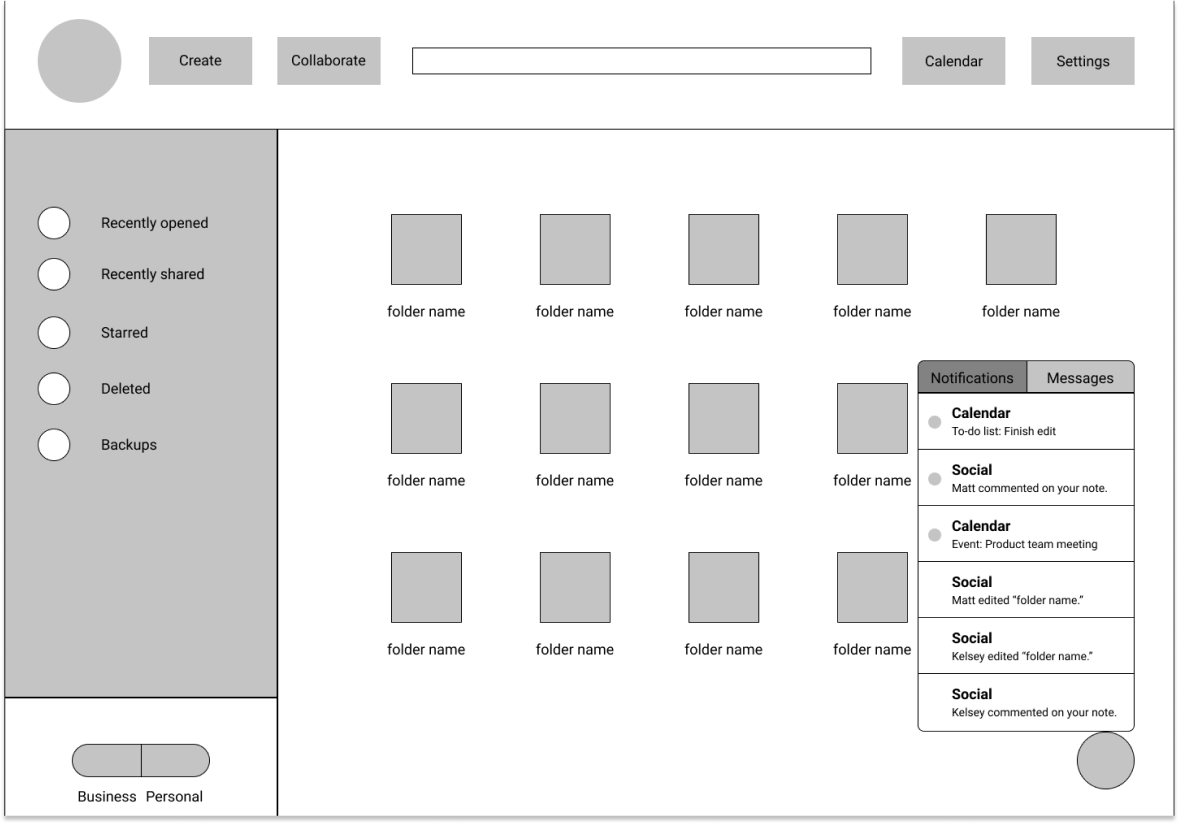 Create
Collaborate
Calendar
Settings
Recently opened
Recently shared
Starred
Deleted
Backups
Business Personal
folder name folder name folder name folder name folder name
folder name folder name folder name folder name
folder name folder name folder name folder name
Notifications Messages
Calendar
To-do list: Finish edit
Social
Matt commented on your note.
Calendar
Event: Product team meeting
Social
Matt edited “folder name.”
Social
Kelsey edited “folder name.”
Social
Kelsey commented on your note.